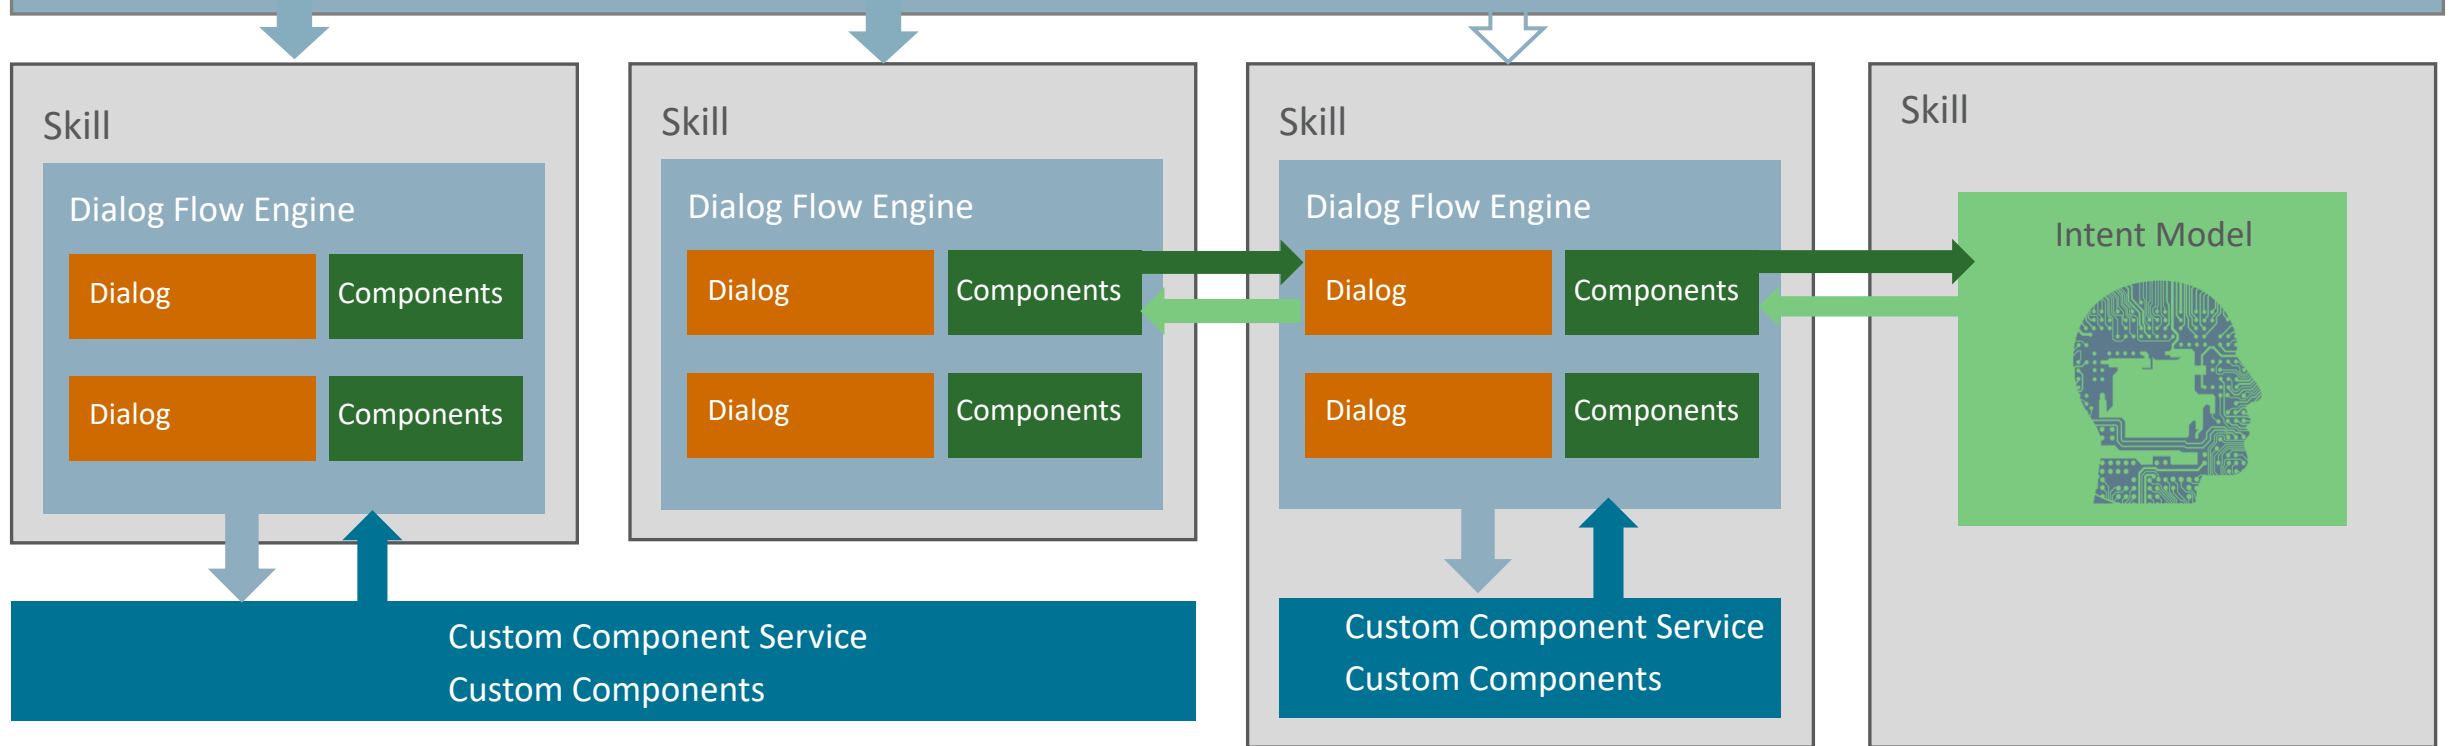 Skill
Dialog Flow Engine
Dialog
Components
Dialog
Components
Skill
Dialog Flow Engine
Dialog
Components
Dialog
Components
Custom Component Service
Custom Components
Skill
Dialog Flow Engine
Dialog
Components
Dialog
Components
Custom Component Service
Custom Components
Skill
Intent Model